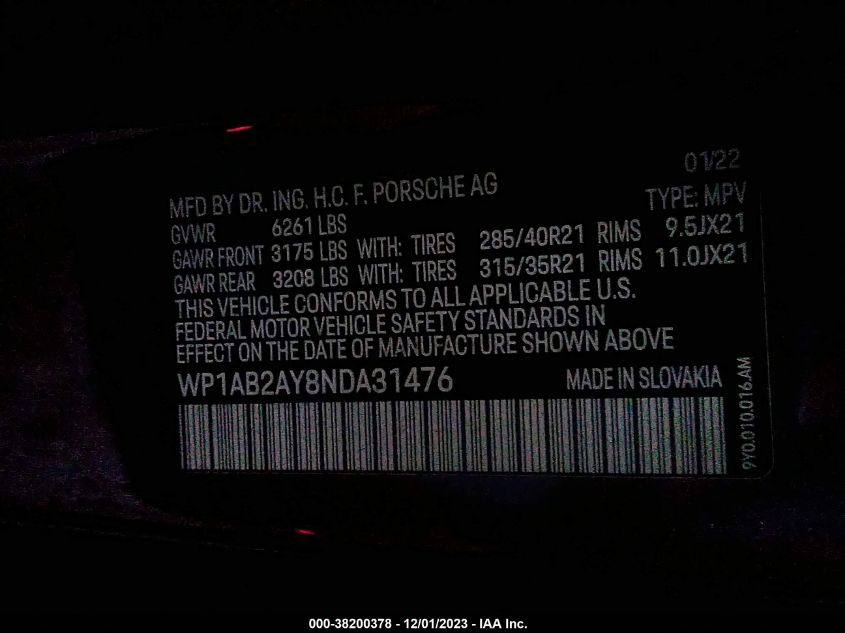 01/22
MFD BY DR. ING. H.C. F. PORSCHE AG TYPE: MPV
GVWR 6261 LBS
GAWR FRONT 3175 LBS WITH: TIRES 285/40R21 RIMS 9.5JX21
GAWR REAR 3208 LBS WITH: TIRES 315/35R21 RIMS 11.0JX21
THIS VEHICLE CONFORMS TO ALL APPLICABLE U.S.
FEDERAL MOTOR VEHICLE SAFETY STANDARDS IN
EFFECT ON THE DATE OF MANUFACTURE SHOWN ABOVE
WP1AB2AY8NDA31476 MADE IN SLOVAKIA
9Y0.010.016.AM
000-38200378 - 12/01/2023 - IAA Inc.